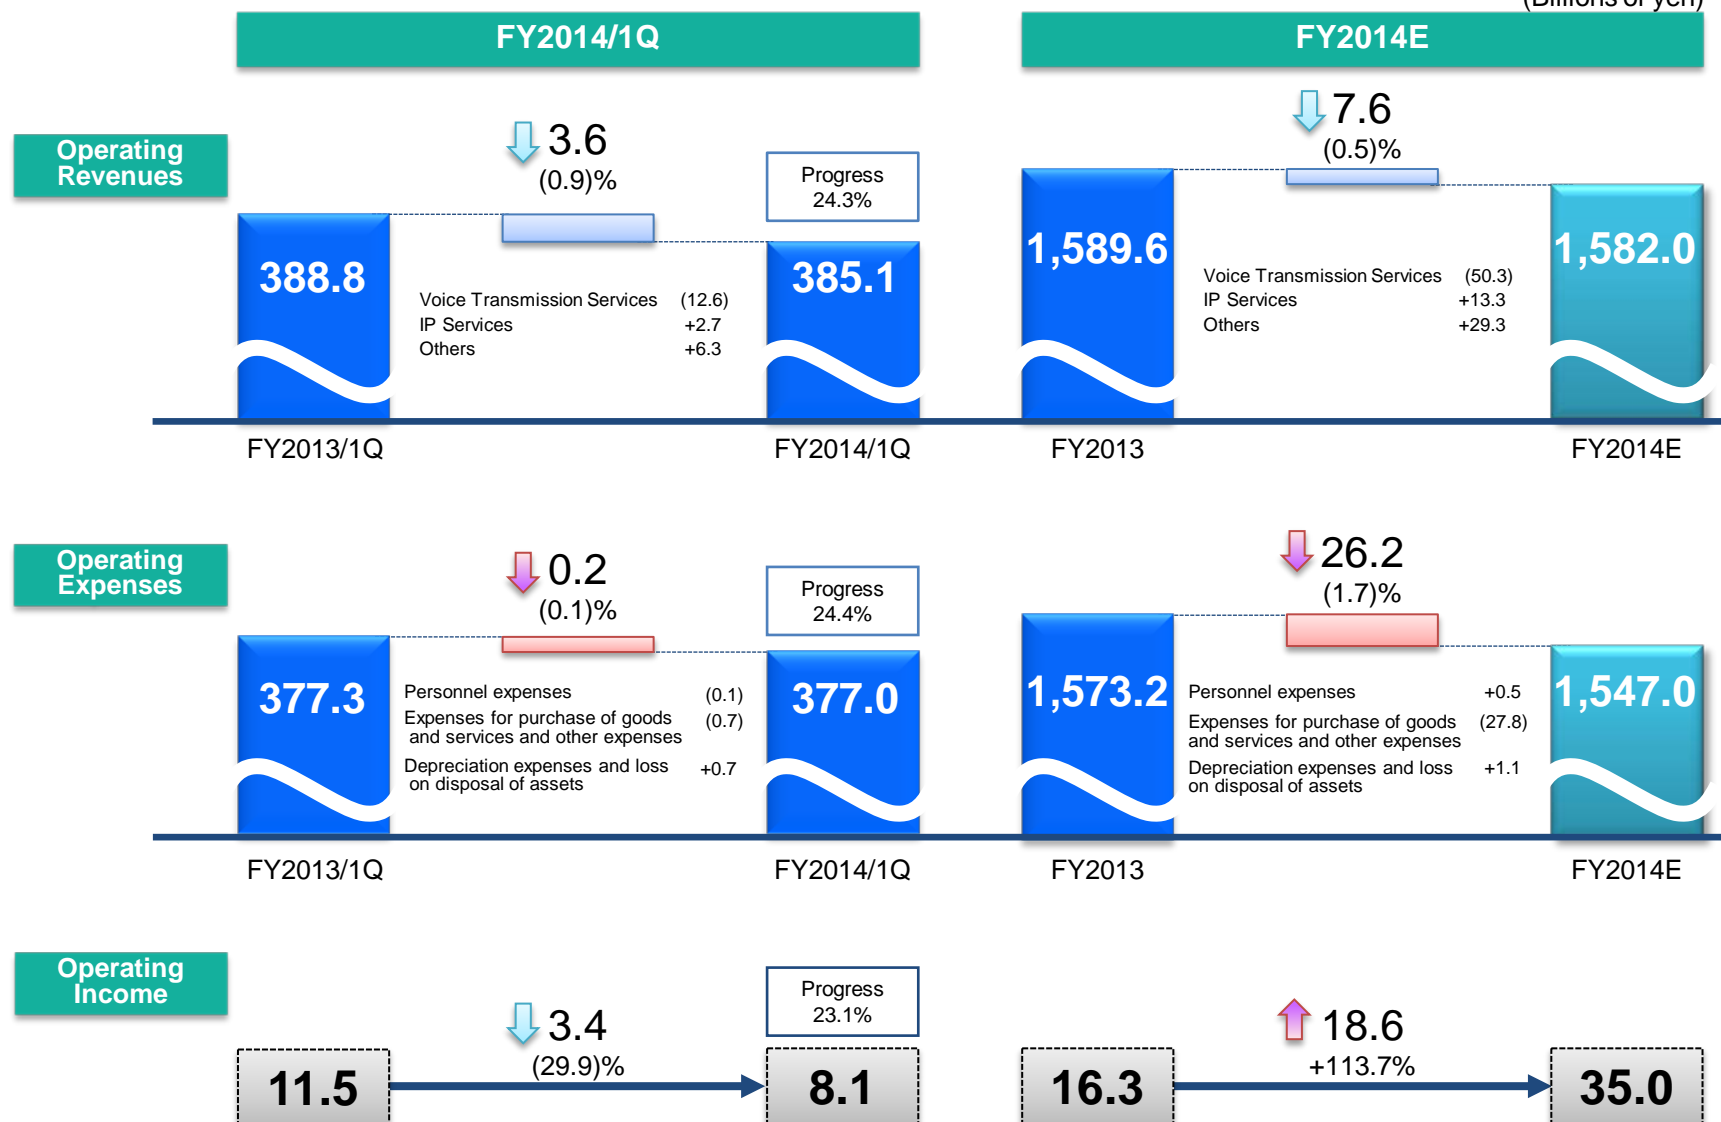 (Billions of yen)
FY2014/1Q
FY2014E
Operating
Revenues
3.6
(0.9)%
Progress
24.3%
7.6
(0.5)%
388.8
385.1
1,589.6
1,582.0
Voice Transmission Services (12.6)
IP Services +2.7
Others +6.3
Voice Transmission Services (50.3)
IP Services +13.3
Others +29.3
FY2013/1Q
FY2014/1Q
FY2013
FY2014E
Operating
Expenses
0.2
(0.1)%
Progress
24.4%
26.2
(1.7)%
377.3
377.0
1,573.2
1,547.0
Personnel expenses (0.1)
Expenses for purchase of goods (0.7)
and services and other expenses
Depreciation expenses and loss +0.7
on disposal of assets
Personnel expenses +0.5
Expenses for purchase of goods (27.8)
and services and other expenses
Depreciation expenses and loss +1.1
on disposal of assets
FY2013/1Q
FY2014/1Q
FY2013
FY2014E
Operating
Income
3.4
(29.9)%
Progress
23.1%
18.6
+113.7%
11.5
8.1
16.3
35.0